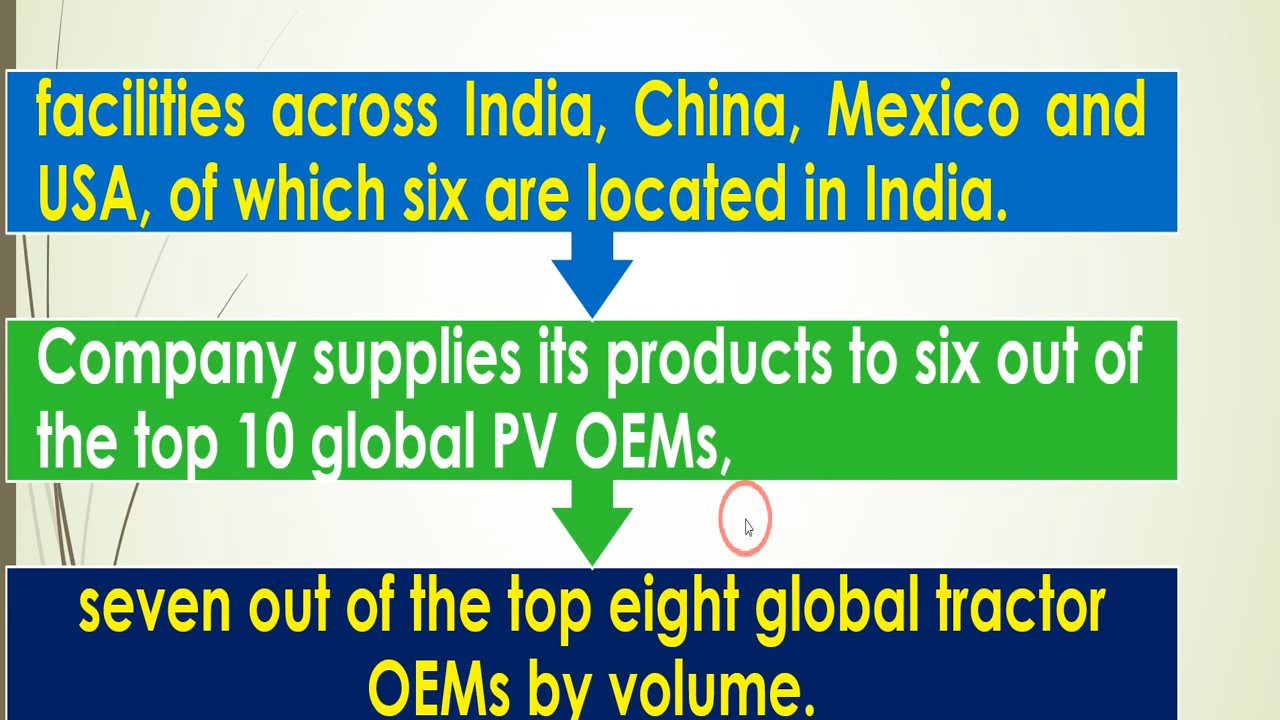 facilities across India, China, Mexico and
USA, of which six are located in India.
Company supplies its products to six out of
the top 10 global PV OEMs,
seven out of the top eight global tractor
OEMs by volume.